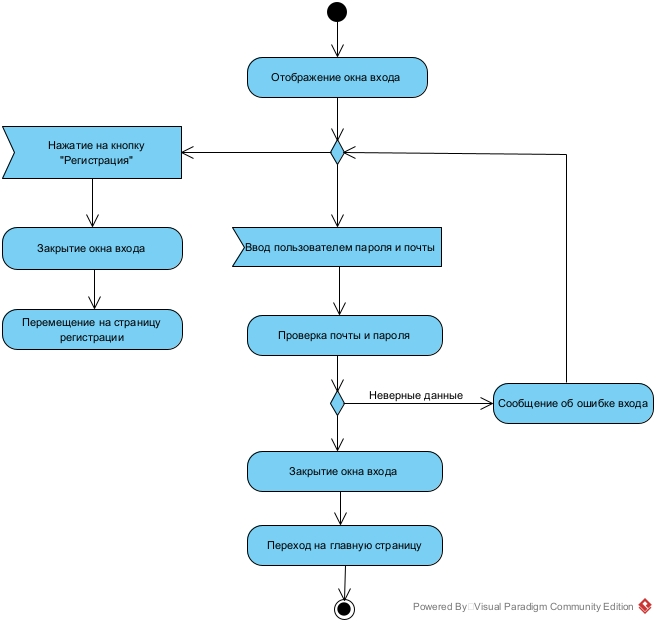 Отображение окна входа
Нажатие на кнопку
"Регистрация"
Закрытие окна входа
Ввод пользователем пароля и почты
Перемещение на страницу
регистрации
Проверка почты и пароля
Неверные данные
Сообщение об ошибке входа
Закрытие окна входа
Переход на главную страницу
Powered By Visual Paradigm Community Edition